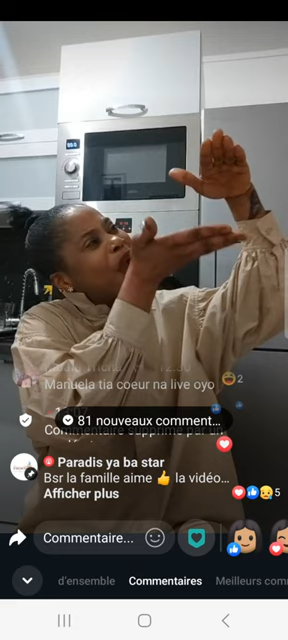 Manuela tia coeur na live oyo
2
81 nouveaux comment...
Commentaire supprimé par un
Paradis ya ba star
Bsr la famille aime 👍 la vidéo...
5
Afficher plus
Commentaire...
d'ensemble Commentaires Meilleurs comm